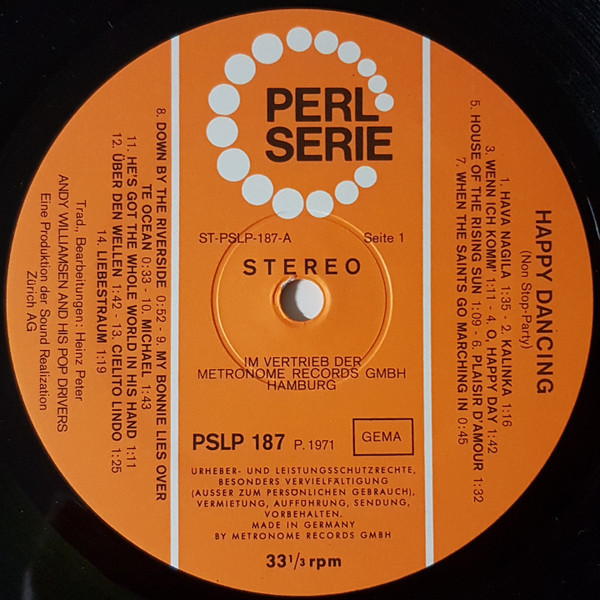 PERL
SERIE
ST-PSLP-187-A Seite 1
STEREO
IM VERTRIEB DER
METRONOME RECORDS GMBH
HAMBURG
PSLP 187 P. 1971 GEMA
URHEBER- UND LEISTUNGSSCHUTZRECHTE,
BESONDERS VERVIELFÄLTIGUNG
(AUSSER ZUM PERSÖNLICHEN GEBRAUCH),
VERMIETUNG, AUFFÜHRUNG, SENDUNG,
VORBEHALTEN.
MADE IN GERMANY
BY METRONOME RECORDS GMBH
33 1/3 rpm
HAPPY DANCING
(Non Stop-Party)
1. HAVA NAGILA 1:35 - 2. KALINKA 1:16
3. WENN ICH KOMM' 1:11 - 4. O, HAPPY DAY 1:42
5. HOUSE OF THE RISING SUN 1:09 - 6. PLAISIR D'AMOUR 1:32
7. WHEN THE SAINTS GO MARCHING IN 0:45
8. DOWN BY THE RIVERSIDE 0:52 - 9. MY BONNIE LIES OVER
TE OCEAN 0:33 - 10. MICHAEL 1:43
11. HE'S GOT THE WHOLE WORLD IN HIS HAND 1:11
12. ÜBER DEN WELLEN 1:42 - 13. CIELITO LINDO 1:25
14. LIEBESTRAUM 1:19
Trad., Bearbeitungen: Heinz Peter
ANDY WILLIAMSEN AND HIS POP DRIVERS
Eine Produktion der Sound Realization
Zürich AG